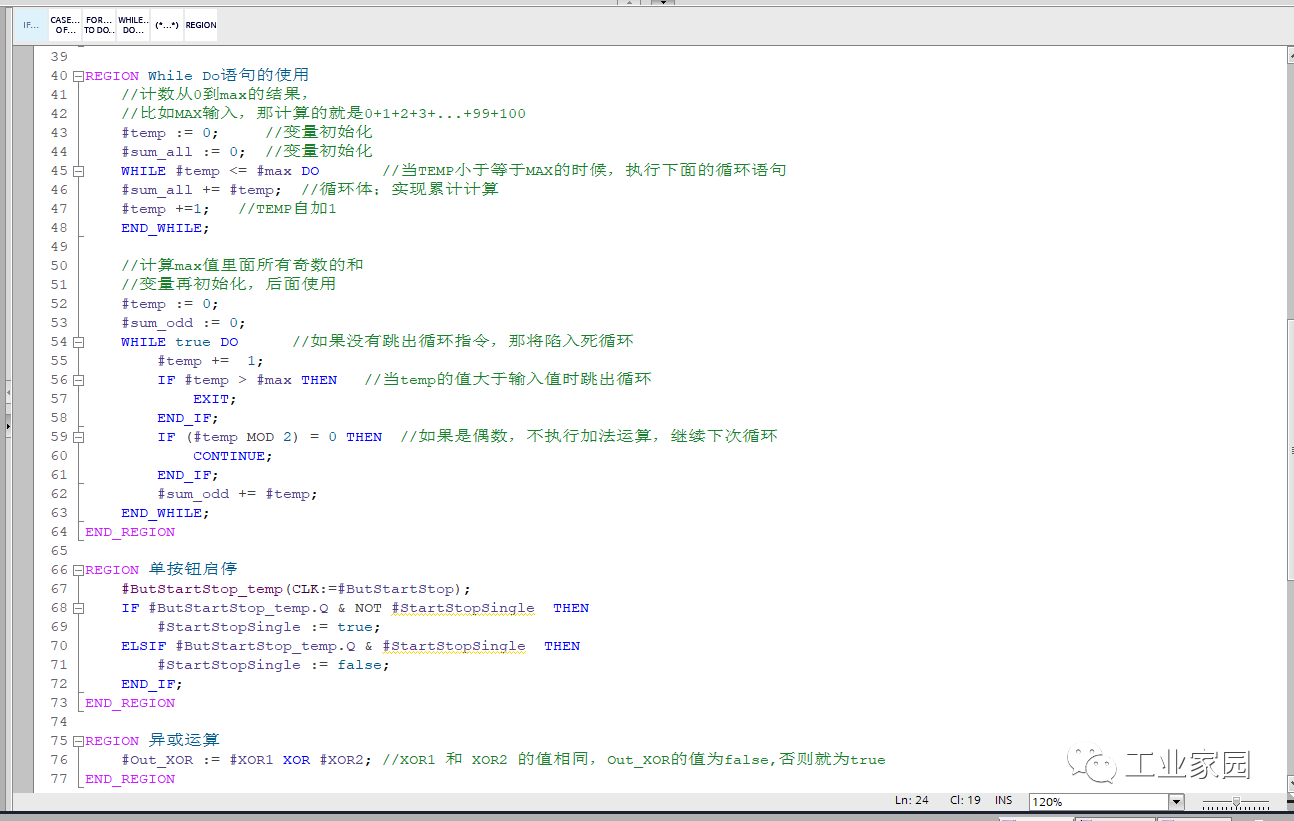 IF... CASE... OF... FOR... TO DO.. WHILE.. DO... (*...*) REGION
39
40 REGION While Do语句的使用
41 //计数从0到max的结果，
42 //比如MAX输入，那计算的就是0+1+2+3+...+99+100
43 #temp := 0; //变量初始化
44 #sum_all := 0; //变量初始化
45 WHILE #temp <= #max DO //当TEMP小于等于MAX的时候，执行下面的循环语句
46 #sum_all += #temp; //循环体；实现累计计算
47 #temp +=1; //TEMP自加1
48 END_WHILE;
49
50 //计算max值里面所有奇数的和
51 //变量再初始化，后面使用
52 #temp := 0;
53 #sum_odd := 0;
54 WHILE true DO //如果没有跳出循环指令，那将陷入死循环
55 #temp += 1;
56 IF #temp > #max THEN //当temp的值大于输入值时跳出循环
57 EXIT;
58 END_IF;
59 IF (#temp MOD 2) = 0 THEN //如果是偶数，不执行加法运算，继续下次循环
60 CONTINUE;
61 END_IF;
62 #sum_odd += #temp;
63 END_WHILE;
64 END_REGION
65
66 REGION 单按钮启停
67 #ButStartStop_temp(CLK:=#ButStartStop);
68 IF #ButStartStop_temp.Q & NOT #StartStopSingle THEN
69 #StartStopSingle := true;
70 ELSIF #ButStartStop_temp.Q & #StartStopSingle THEN
71 #StartStopSingle := false;
72 END_IF;
73 END_REGION
74
75 REGION 异或运算
76 #Out_XOR := #XOR1 XOR #XOR2; //XOR1 和 XOR2 的值相同，Out_XOR的值为false,否则就为true
77 END_REGION
工业家园
Ln: 24 Cl: 19 INS 120%